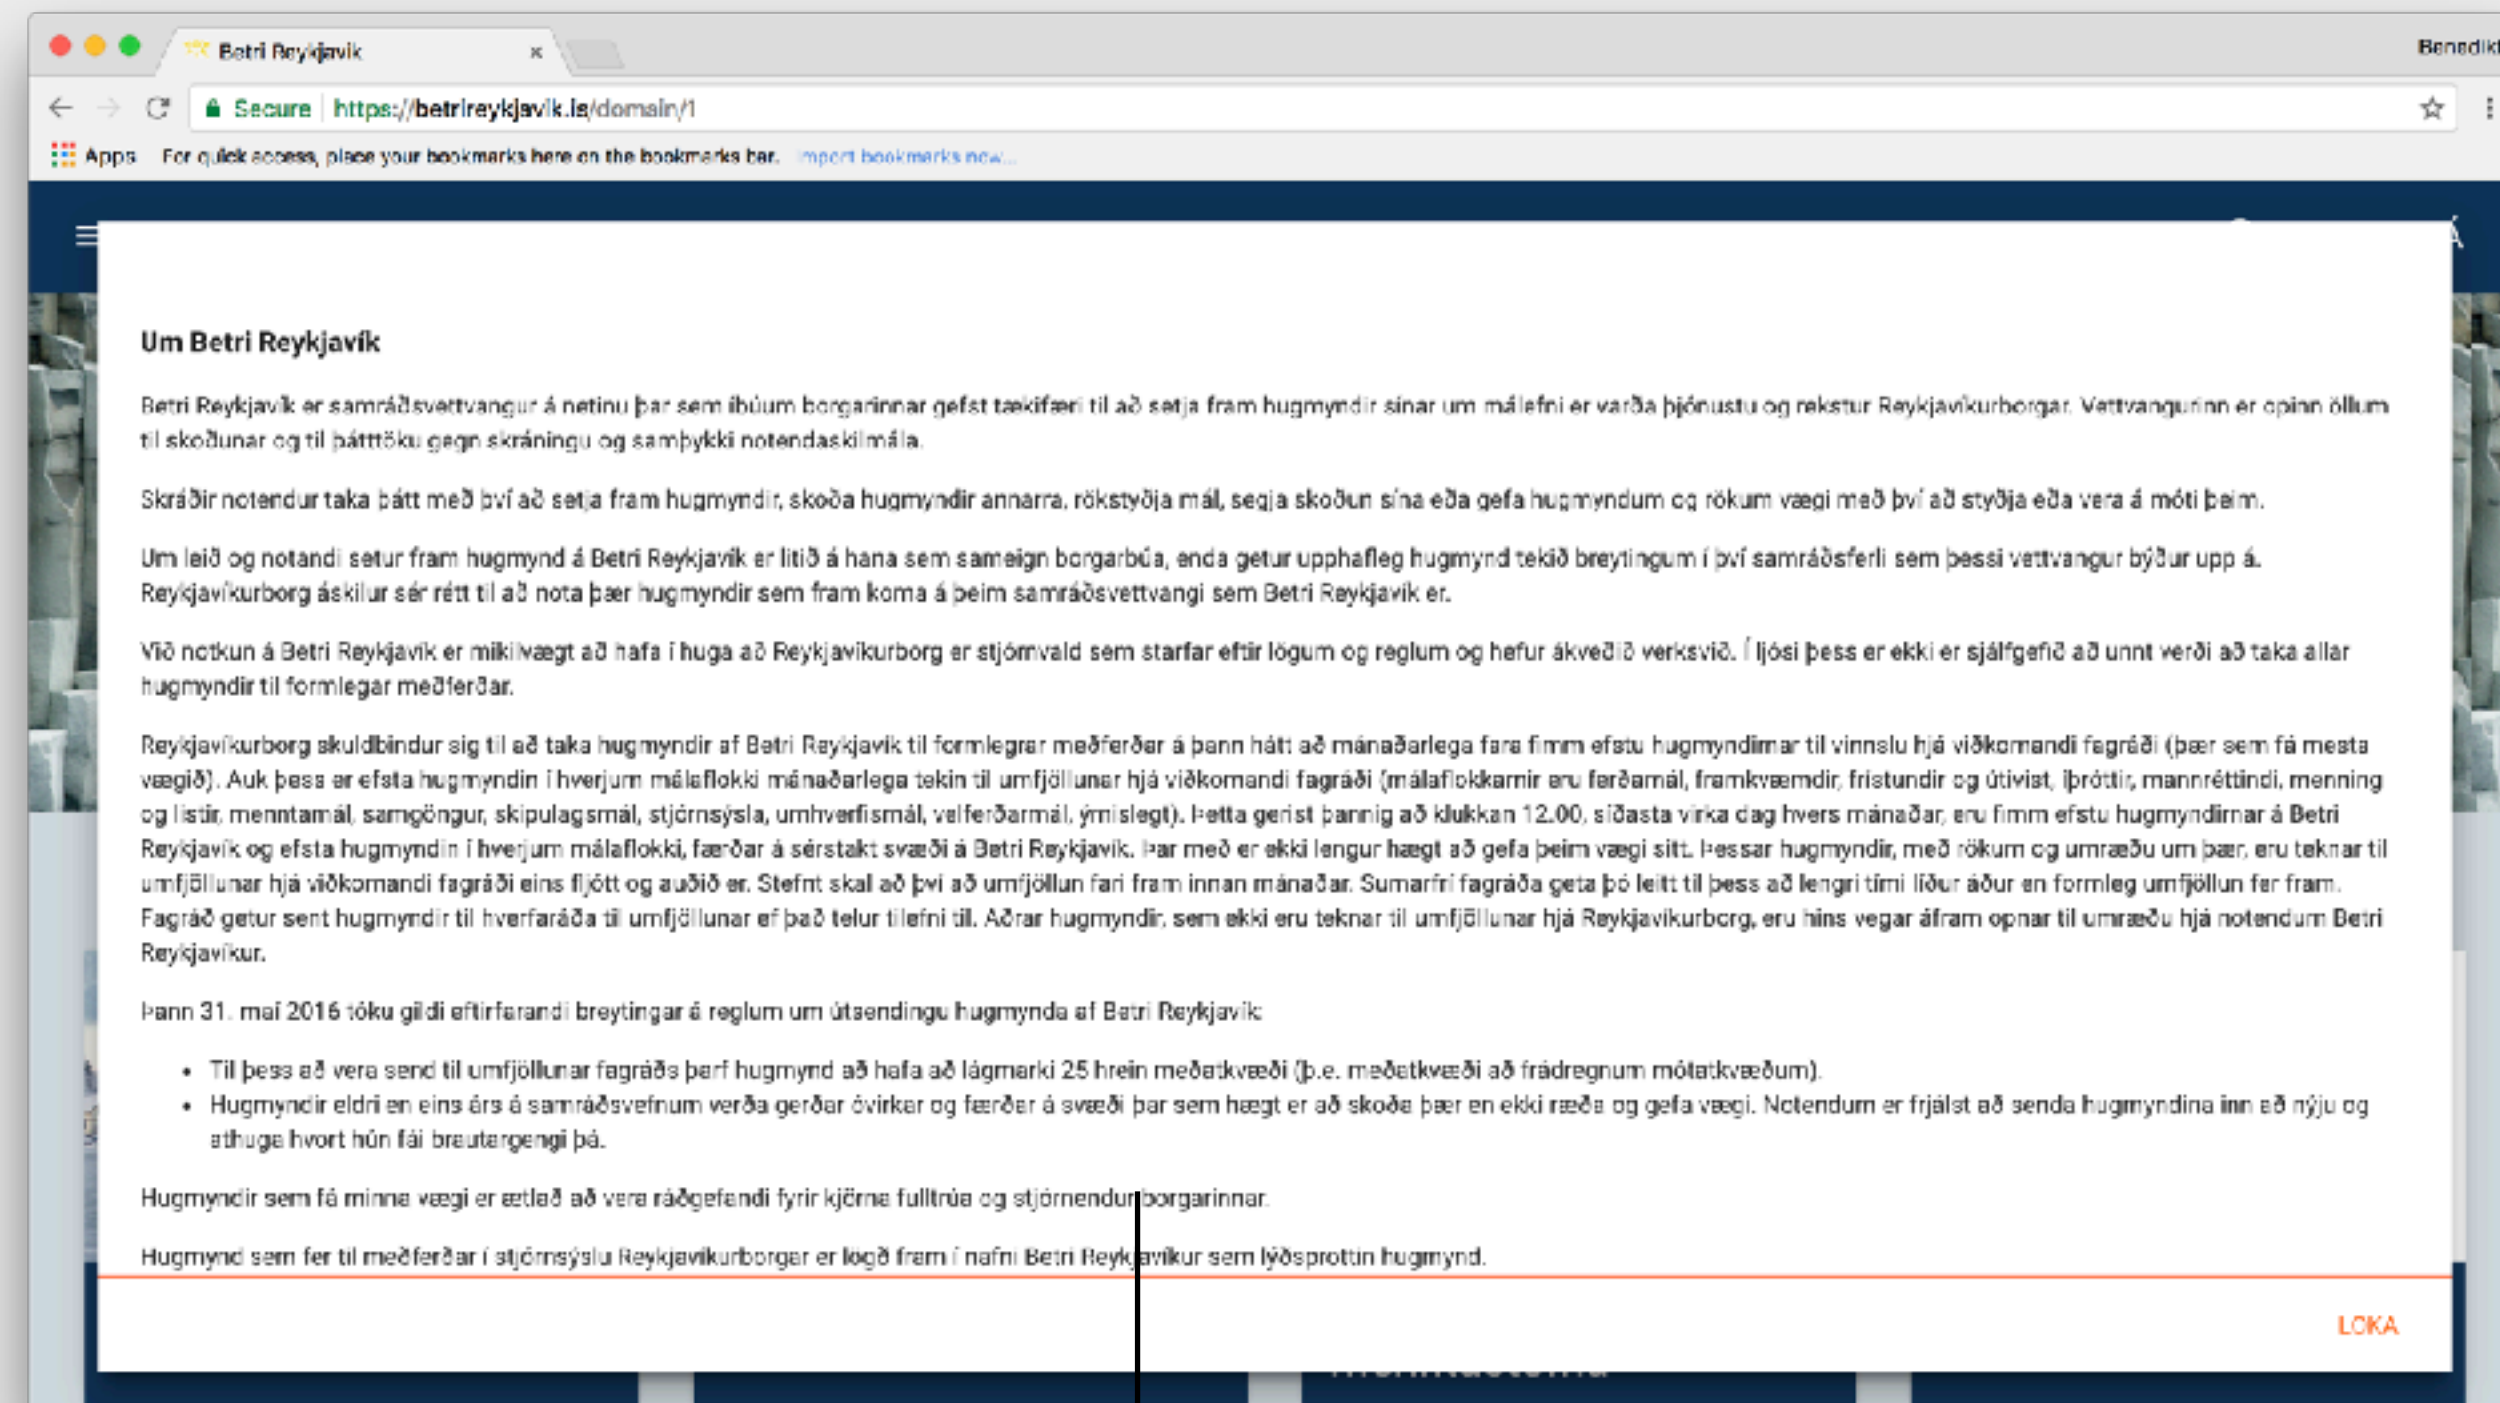 Betri Reykjavik
Benedikt
Secure https://betrireykjavik.is/domain/1
Apps For quick access, place your bookmarks here on the bookmarks bar. Import bookmarks now...
Um Betri Reykjavík
Betri Reykjavík er samráðsvettvangur á netinu þar sem íbúum borgarinnar gefst tækifæri til að setja fram hugmyndir sínar um málefni er varða þjónustu og rekstur Reykjavíkurborgar. Vettvangurinn er opinn öllum
til skoðunar og til þátttöku gegn skráningu og samþykki notendaskilmála.
Skráðir notendur taka þátt með því að setja fram hugmyndir, skoða hugmyndir annarra, rökstyðja mál, segja skoðun sína eða gefa hugmyndum og rökum vægi með því að styðja eða vera á móti þeim.
Um leið og notandi setur fram hugmynd á Betri Reykjavík er litið á hana sem sameign borgarbúa, enda getur upphafleg hugmynd tekið breytingum í því samráðsferli sem þessi vettvangur býður upp á.
Reykjavíkurborg áskilur sér rétt til að nota þær hugmyndir sem fram koma á þeim samráðsvettvangi sem Betri Reykjavík er.
Við notkun á Betri Reykjavík er mikilvægt að hafa í huga að Reykjavíkurborg er stjórnvald sem starfar eftir lögum og reglum og hefur ákveðið verksvið. Í ljósi þess er ekki er sjálfgefið að unnt verði að taka allar
hugmyndir til formlegar meðferðar.
Reykjavíkurborg skuldbindur sig til að taka hugmyndir af Betri Reykjavík til formlegrar meðferðar á þann hátt að mánaðarlega fara fimm efstu hugmyndirnar til vinnslu hjá viðkomandi fagráði (þær sem fá mesta
vægið). Auk þess er efsta hugmyndin í hverjum málaflokki mánaðarlega tekin til umfjöllunar hjá viðkomandi fagráði (málaflokkarnir eru ferðamál, framkvæmdir, frístundir og útivist, íþróttir, mannréttindi, menning
og listir, menntamál, samgöngur, skipulagsmál, stjórnsýsla, umhverfismál, velferðarmál, ýmislegt). Þetta gerist þannig að klukkan 12.00, síðasta virka dag hvers mánaðar, eru fimm efstu hugmyndirnar á Betri
Reykjavík og efsta hugmyndin í hverjum málaflokki, færðar á sérstakt svæði á Betri Reykjavík. Þar með er ekki lengur hægt að gefa þeim vægi sitt. Þessar hugmyndir, með rökum og umræðu um þær, eru teknar til
umfjöllunar hjá viðkomandi fagráði eins fljótt og auðið er. Stefnt skal að því að umfjöllun fari fram innan mánaðar. Sumarfrí fagráða geta þó leitt til þess að lengri tími líður áður en formleg umfjöllun fer fram.
Fagráð getur sent hugmyndir til hverfaráða til umfjöllunar ef það telur tilefni til. Aðrar hugmyndir, sem ekki eru teknar til umfjöllunar hjá Reykjavíkurborg, eru hins vegar áfram opnar til umræðu hjá notendum Betri
Reykjavíkur.
Þann 31. maí 2016 tóku gildi eftirfarandi breytingar á reglum um útsendingu hugmynda af Betri Reykjavík:
• Til þess að vera send til umfjöllunar fagráðs þarf hugmynd að hafa að lágmarki 25 hrein meðatkvæði (þ.e. meðatkvæði að frádregnum mótatkvæðum).
• Hugmyndir eldri en eins árs á samráðsvefnum verða gerðar óvirkar og færðar á svæði þar sem hægt er að skoða þær en ekki ræða og gefa vægi. Notendum er frjálst að senda hugmyndina inn að nýju og
athuga hvort hún fái brautargengi þá.
Hugmyndir sem fá minna vægi er ætlað að vera ráðgefandi fyrir kjörna fulltrúa og stjórnendur borgarinnar.
Hugmynd sem fer til meðferðar í stjórnsýslu Reykjavíkurborgar er lögð fram í nafni Betri Reykjavíkur sem lýðsprottin hugmynd.
LOKA